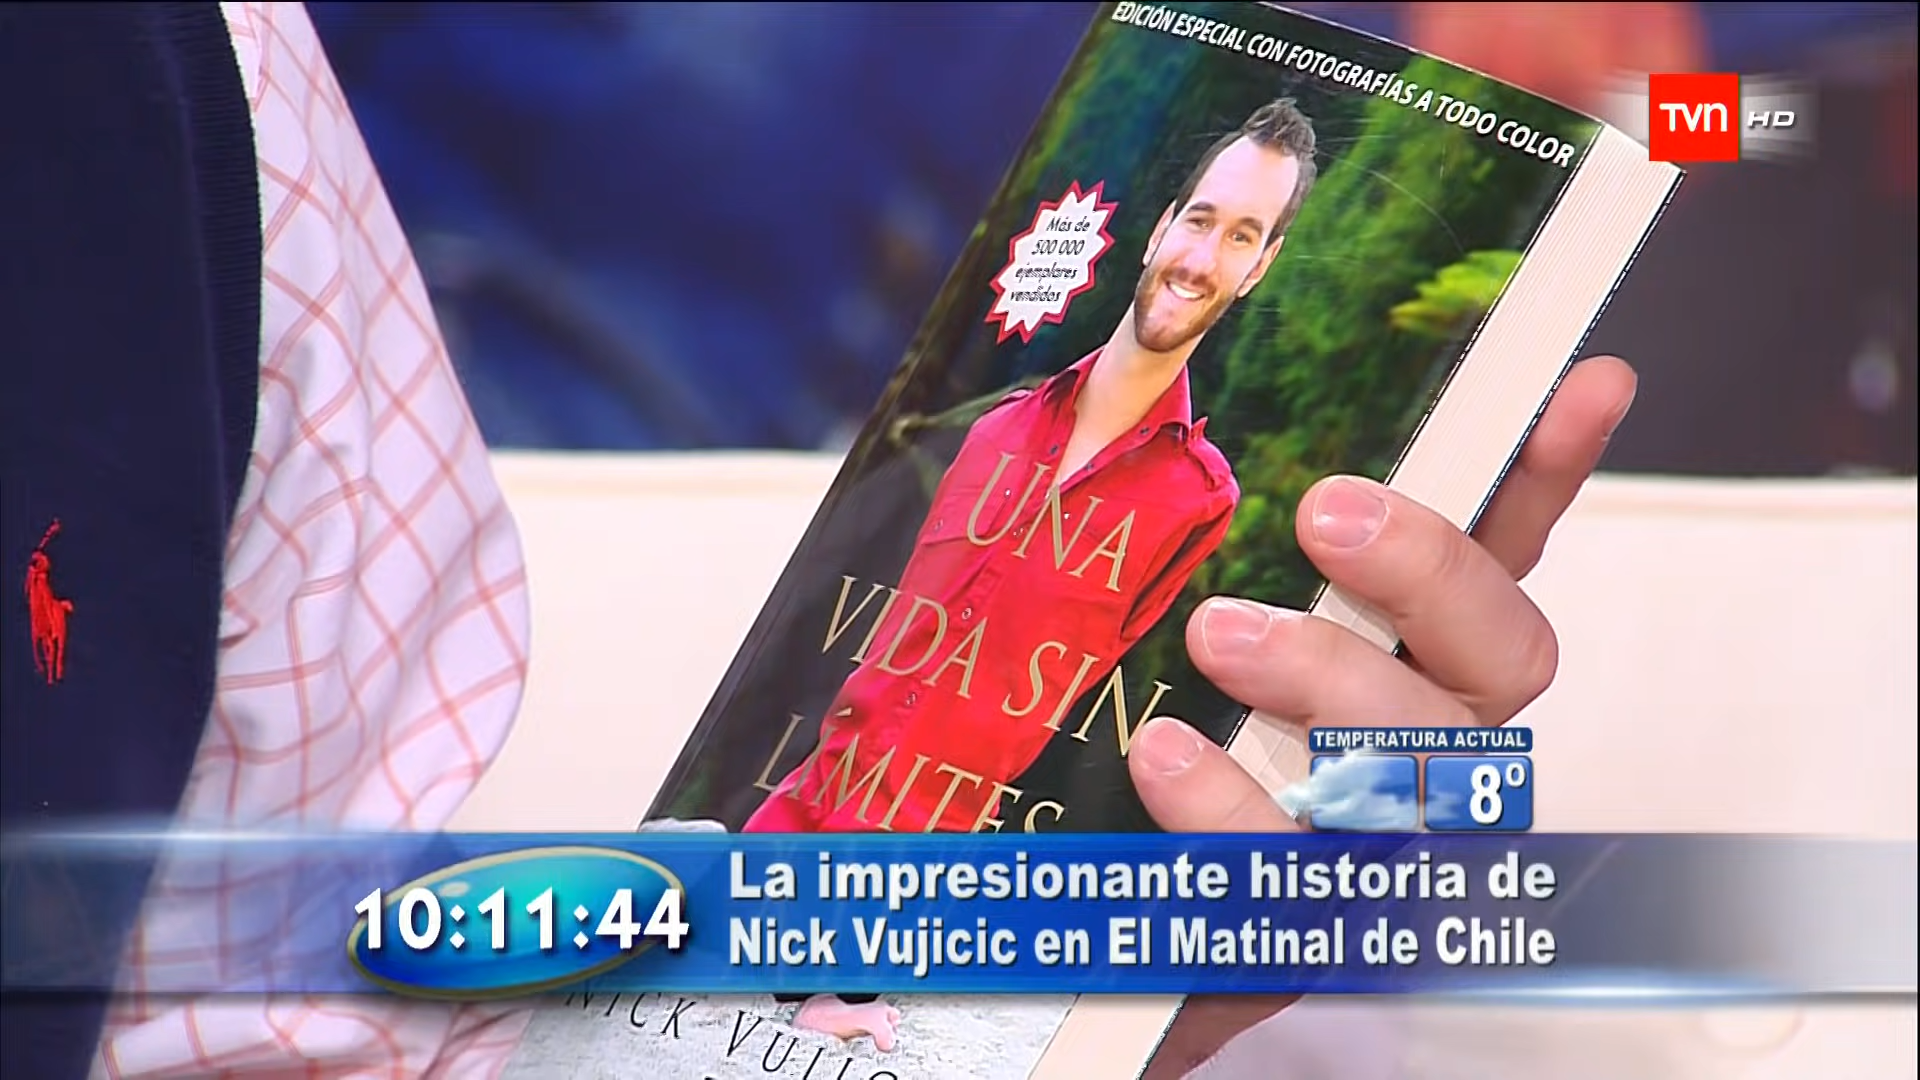 EDICIÓN ESPECIAL CON FOTOGRAFÍAS A TODO COLOR
TVN HD
Más de
500 000
ejemplares
vendidos
UNA
VIDA SIN
LÍMITES
TEMPERATURA ACTUAL
8°
10:11:44
La impresionante historia de
Nick Vujicic en El Matinal de Chile
NICK